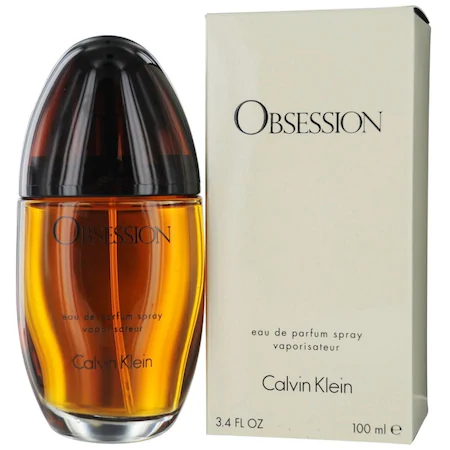 OBSESSION
eau de parfum spray
vaporisateur
Calvin Klein
OBSESSION
eau de parfum spray
vaporisateur
Calvin Klein
3.4 FL OZ 100 ml ℮